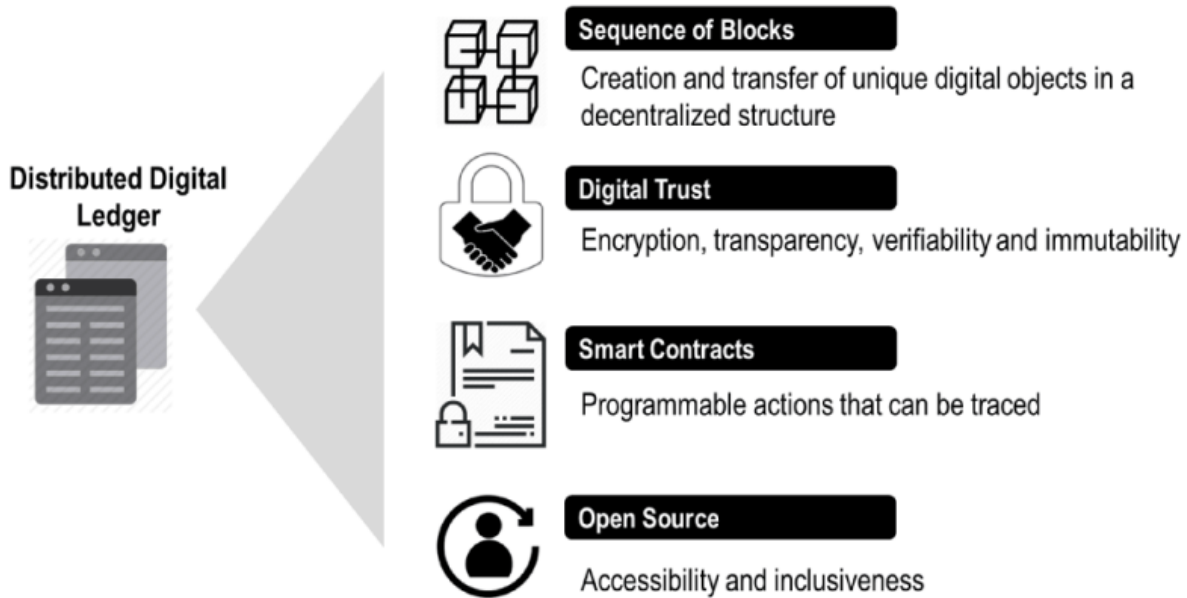 Distributed Digital
Ledger
Sequence of Blocks
Creation and transfer of unique digital objects in a
decentralized structure
Digital Trust
Encryption, transparency, verifiability and immutability
Smart Contracts
Programmable actions that can be traced
Open Source
Accessibility and inclusiveness